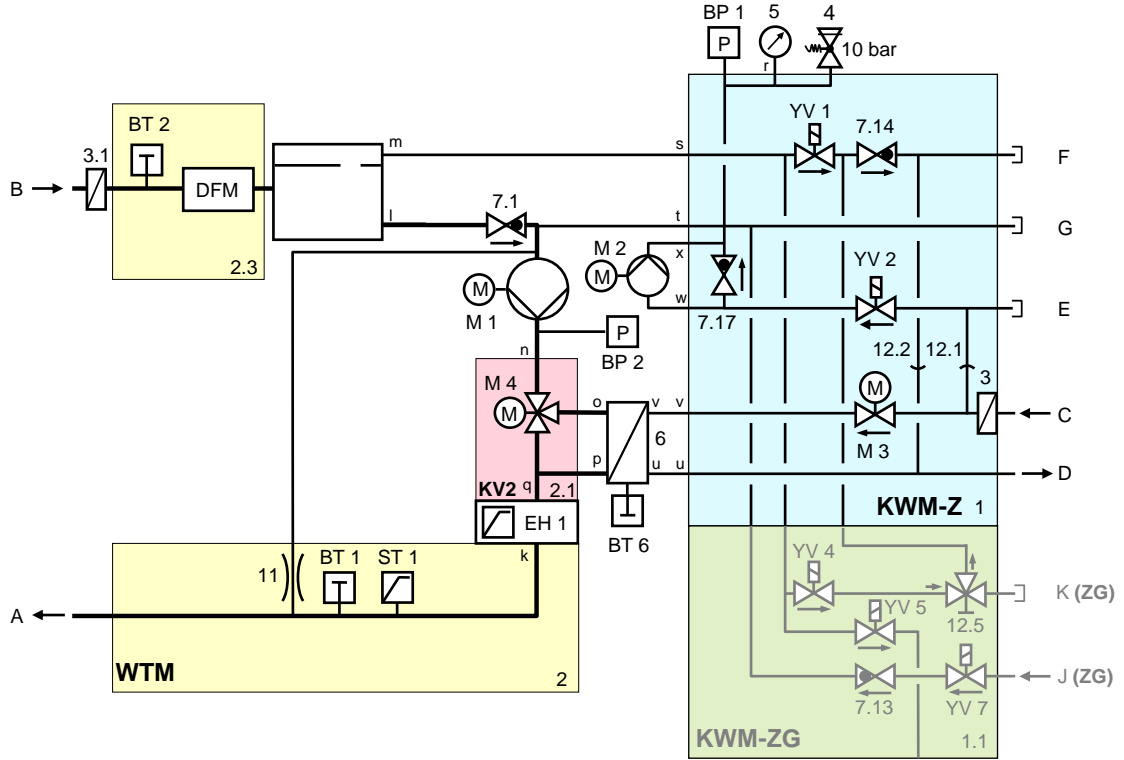 BP 1
5
4
P
10 bar
r
YV 1
7.14
BT 2
3.1
m
s
F
B
DFM
l
7.1
t
G
2.3
M 2
x
YV 2
M
M
M 1
w
7.17
E
n
P
BP 2
12.2
12.1
M 4
M
M
3
o
v
v
C
6
M 3
p
u
u
D
KV2
q
2.1
KWM-Z
1
EH 1
BT 6
k
BT 1
ST 1
11
YV 4
K (ZG)
YV 5
12.5
A
WTM
2
J (ZG)
7.13
YV 7
KWM-ZG
1.1